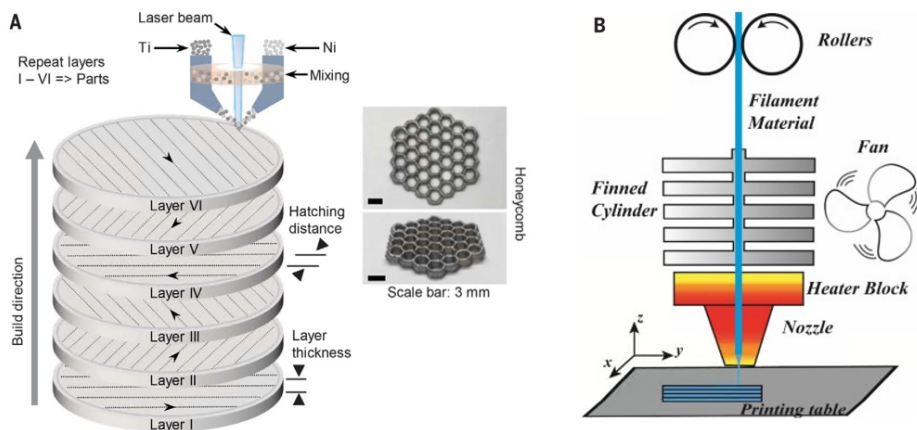 A
Laser beam
Ti
Ni
Repeat layers
I – VI => Parts
Mixing
Build direction
Layer VI
Layer V
Hatching
distance
Layer IV
Layer III
Layer
thickness
Layer II
Layer I
Honeycomb
Scale bar: 3 mm
B
Rollers
Filament
Material
Fan
Finned
Cylinder
Heater Block
Nozzle
z
y
x
Printing table